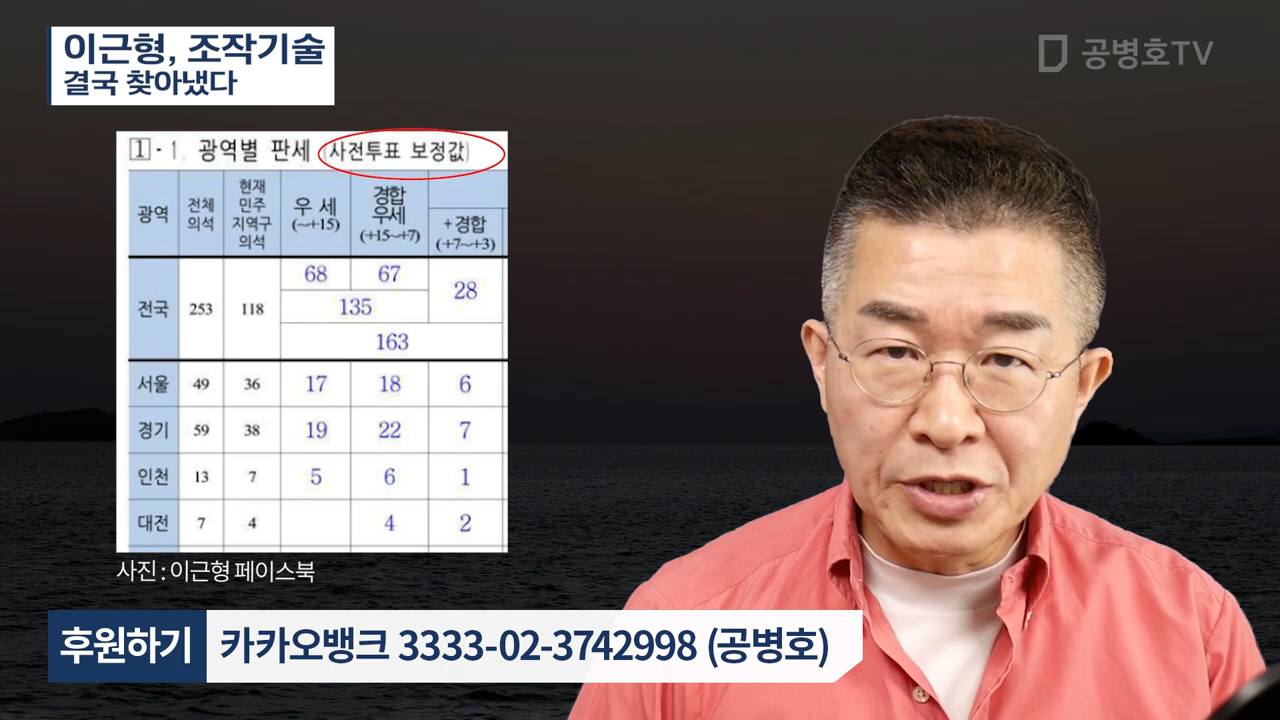 이근형, 조작기술
결국 찾아냈다
공병호TV
1 - 1. 광역별 판세 (사전투표 보정값)
광역 전체 의석 현재 민주 지역구 의석 우 세 (~+15) 경합 우세 (+15~+7) +경합 (+7~+3)
전국 253 118 68 67 28
135
163
서울 49 36 17 18 6
경기 59 38 19 22 7
인천 13 7 5 6 1
대전 7 4 4 2
사진 : 이근형 페이스북
후원하기 카카오뱅크 3333-02-3742998 (공병호)